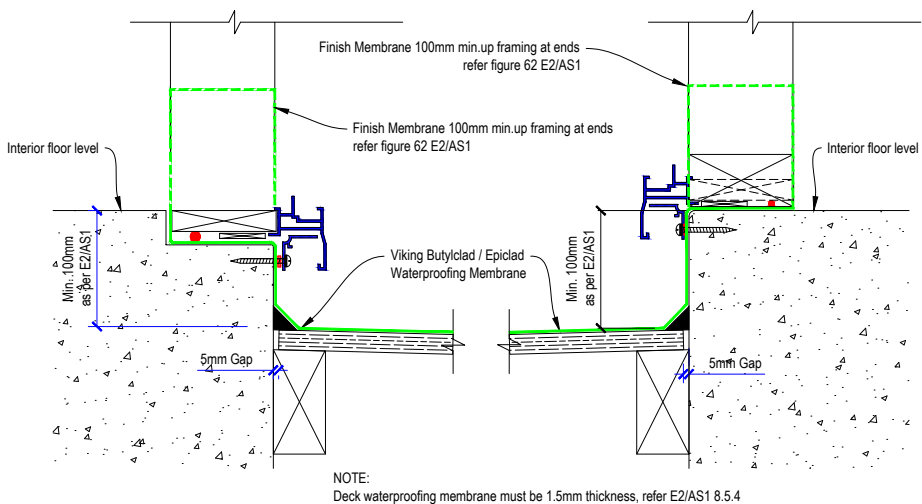 Finish Membrane 100mm min.up framing at ends
refer figure 62 E2/AS1
Finish Membrane 100mm min.up framing at ends
refer figure 62 E2/AS1
Interior floor level
Interior floor level
Min. 100mm
as per E2/AS1
Viking Butylclad / Epiclad
Waterproofing Membrane
Min. 100mm
as per E2/AS1
5mm Gap
5mm Gap
NOTE:
Deck waterproofing membrane must be 1.5mm thickness, refer E2/AS1 8.5.4